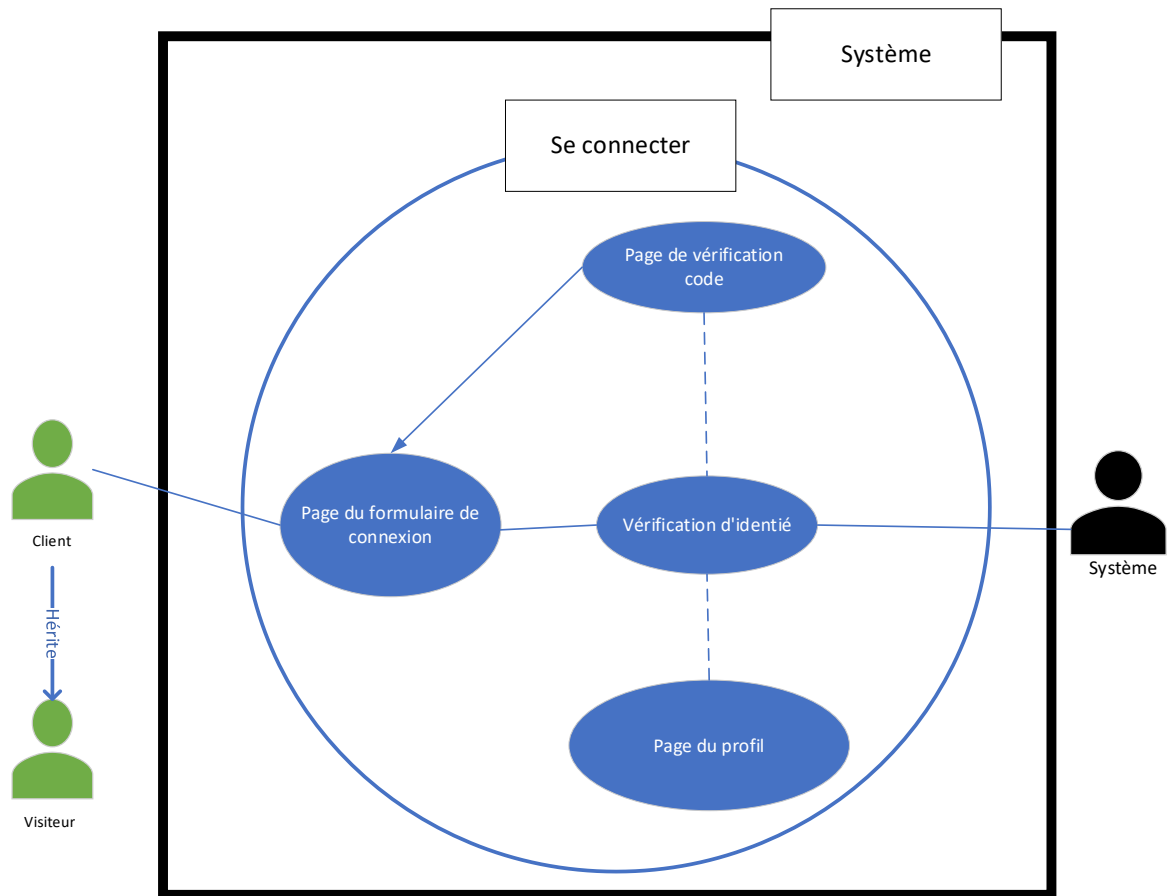 Système
Se connecter
Page de vérification
code
Page du formulaire de
connexion
Vérification d'identié
Client
Système
Hérite
Page du profil
Visiteur